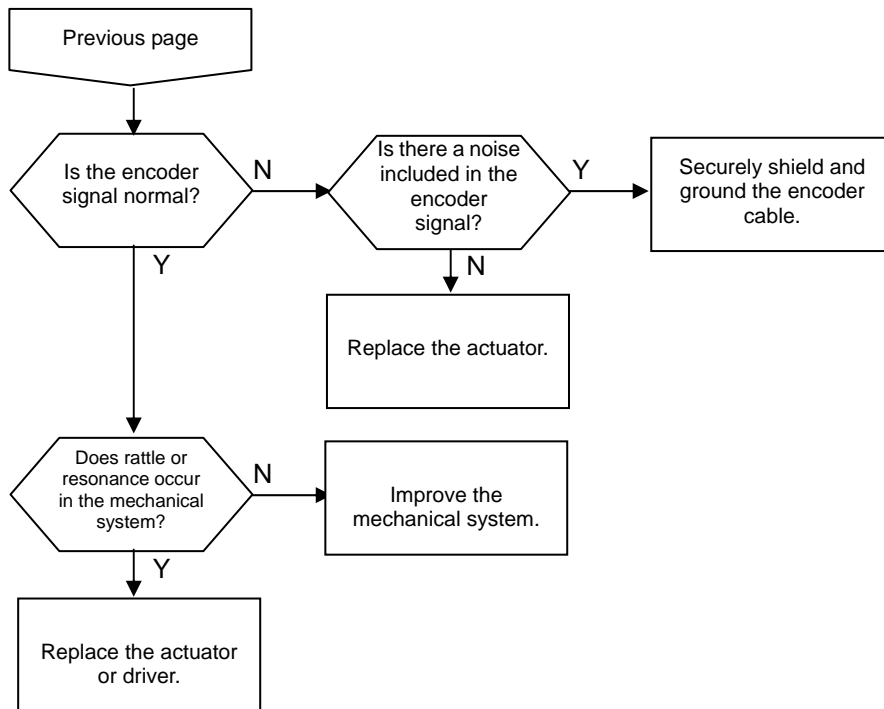 Previous page
Is the encoder
signal normal?
N
Is there a noise
included in the
encoder
signal?
Y
Securely shield and
ground the encoder
cable.
Y
N
Replace the actuator.
Does rattle or
resonance occur
in the mechanical
system?
N
Improve the
mechanical system.
Y
Replace the actuator
or driver.